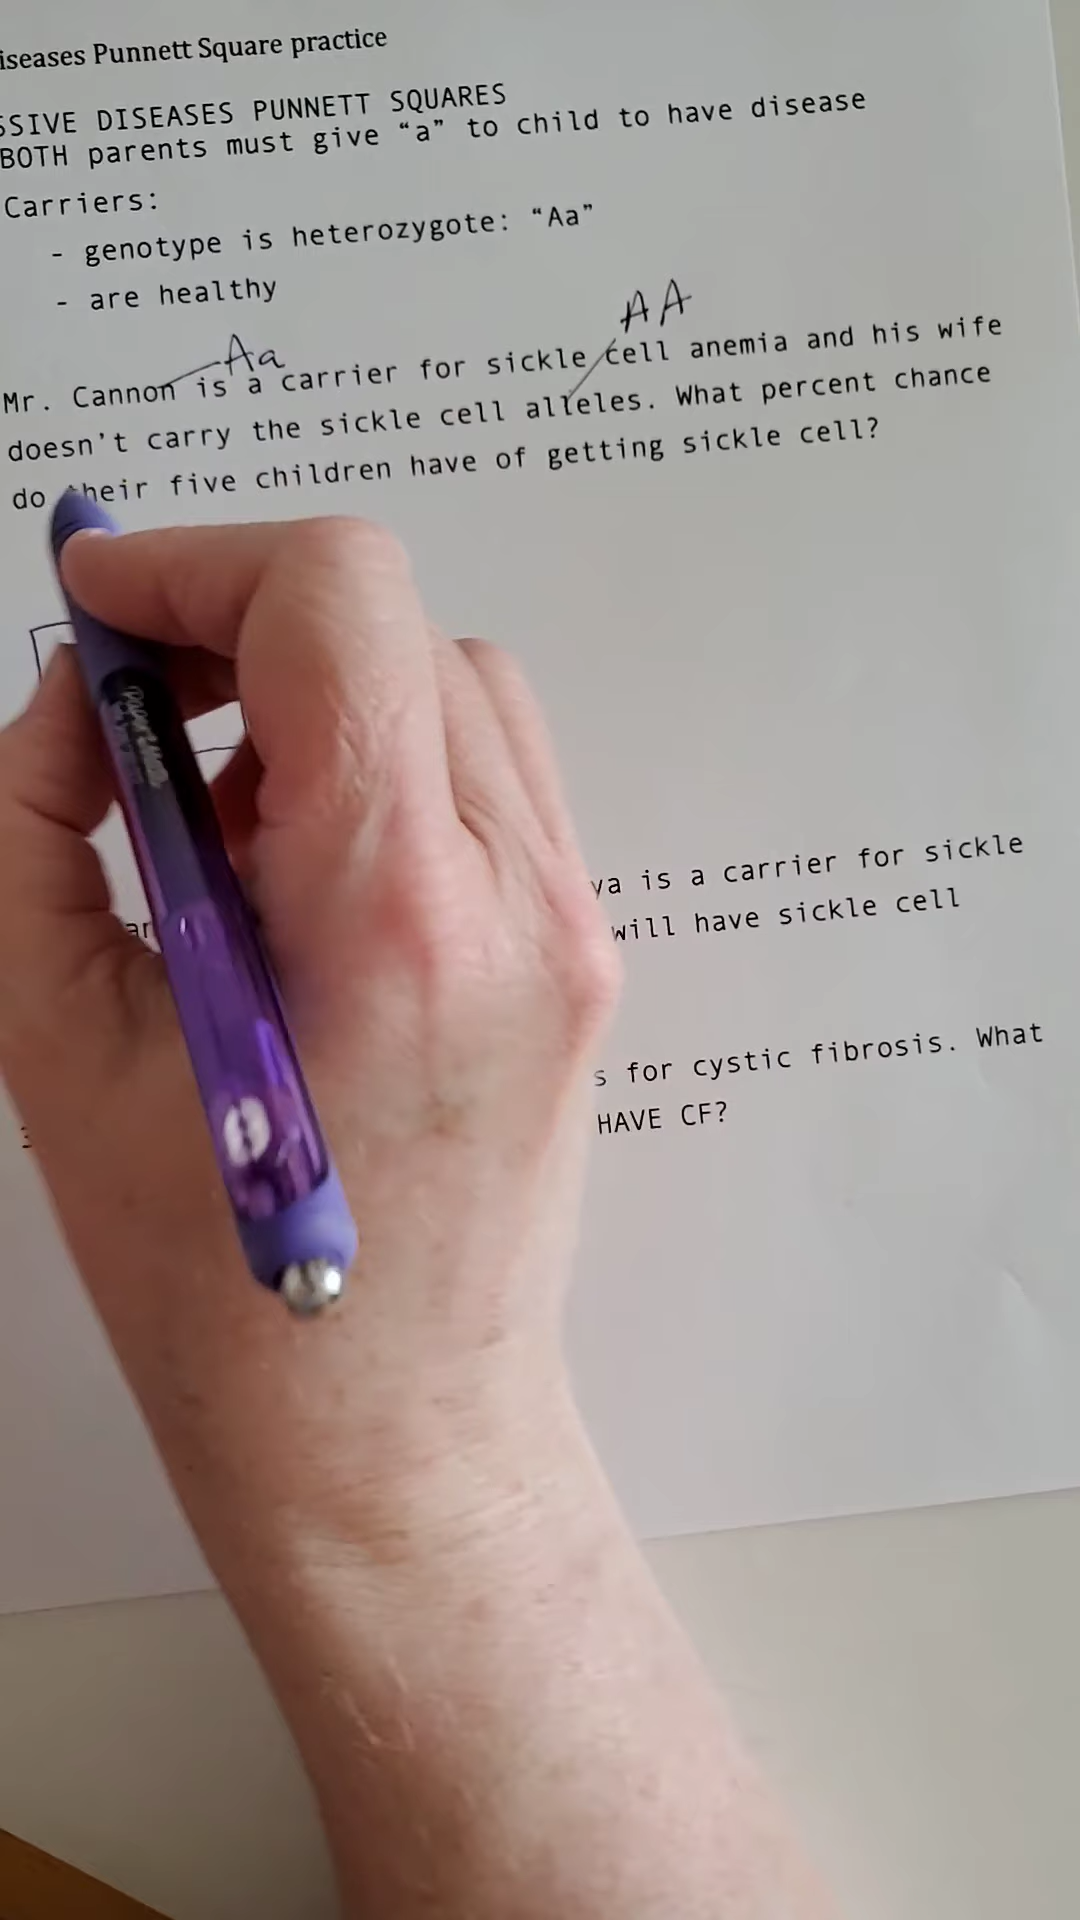 iseases Punnett Square practice
SSIVE DISEASES PUNNETT SQUARES
BOTH parents must give “a” to child to have disease
Carriers:
- genotype is heterozygote: “Aa”
- are healthy
AA
Aa
Mr. Cannon is a carrier for sickle cell anemia and his wife
doesn't carry the sickle cell alleles. What percent chance
do their five children have of getting sickle cell?
PaperMate
va is a carrier for sickle
ar will have sickle cell
s for cystic fibrosis. What
HAVE CF?